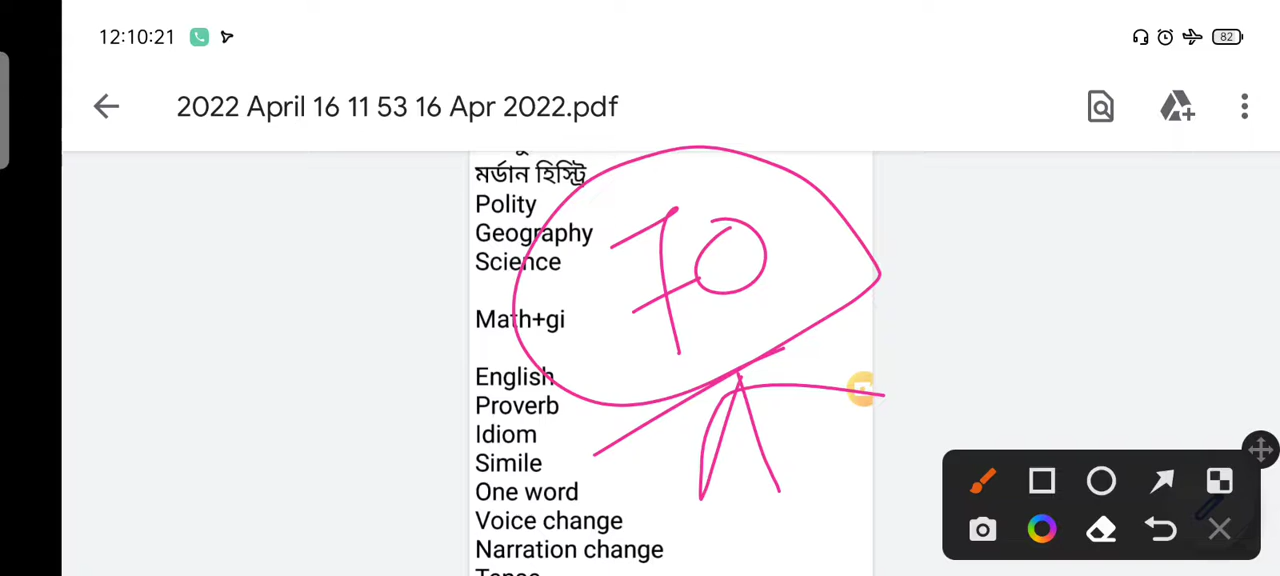 12:10:21
82
2022 April 16 11 53 16 Apr 2022.pdf
মর্ডান হিস্ট্রি
Polity
Geography
Science
70
Math+gi
English
Proverb
Idiom
Simile
One word
Voice change
Narration change
Tense